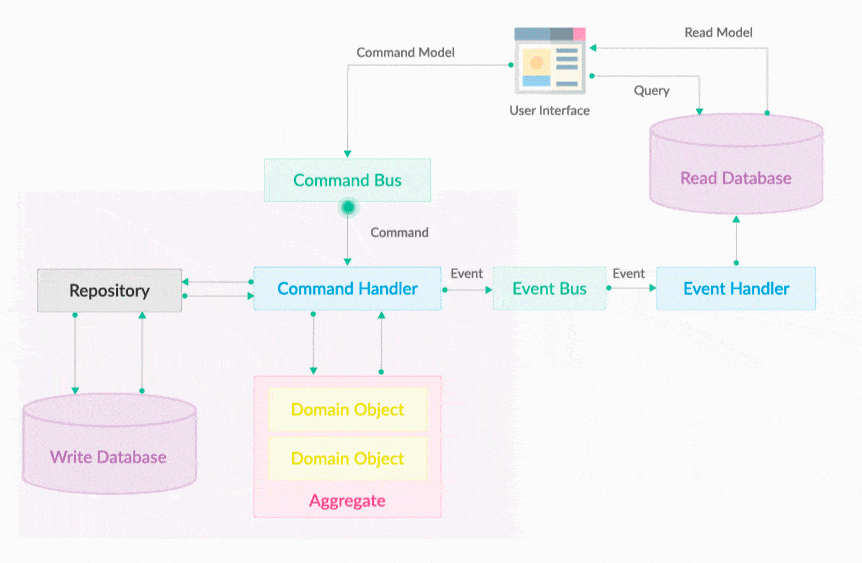 Command Model
Read Model
Query
User Interface
Command Bus
Read Database
Command
Repository
Command Handler
Event
Event Bus
Event
Event Handler
Domain Object
Write Database
Domain Object
Aggregate